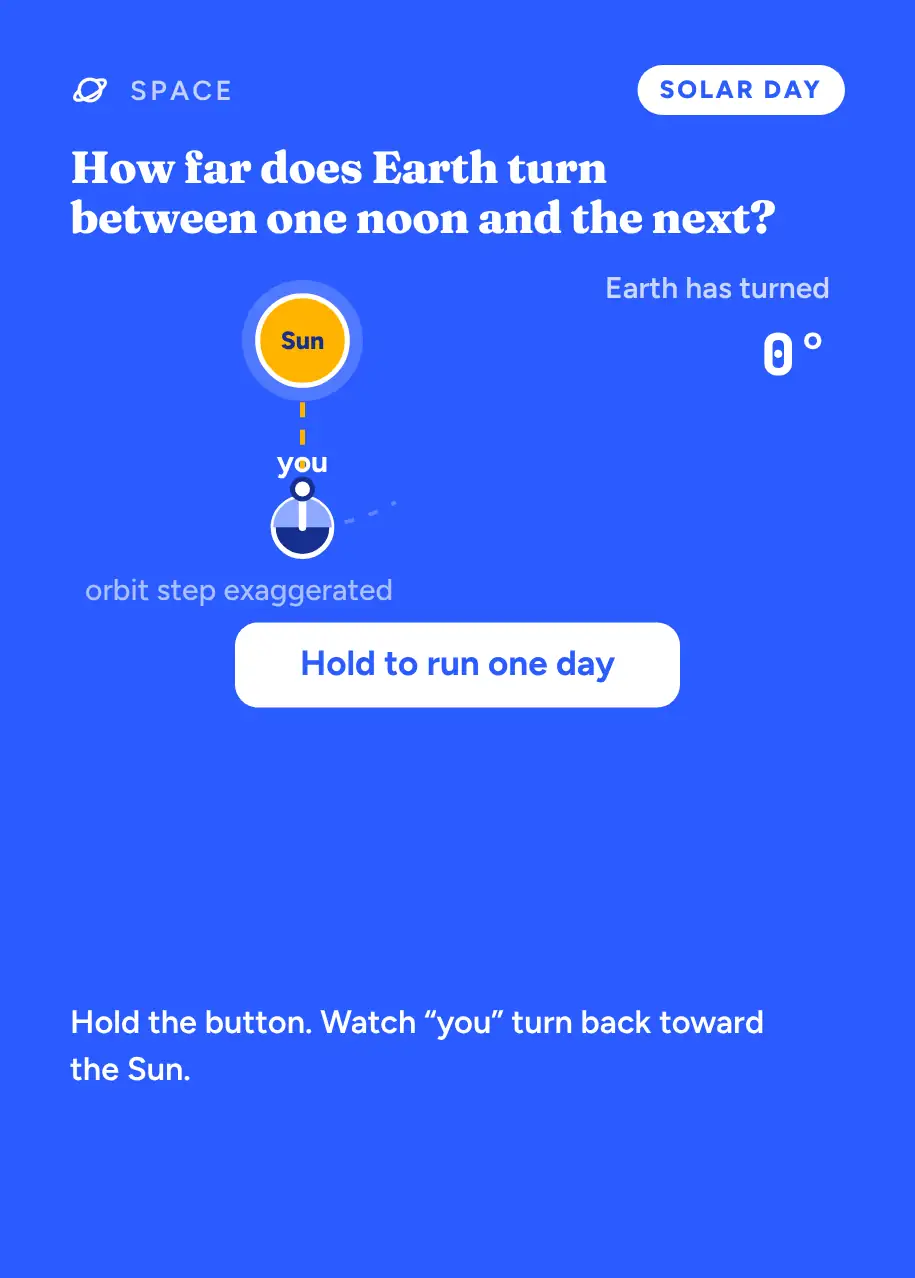 SPACE
SOLAR DAY
How far does Earth turn
between one noon and the next?
Earth has turned
0°
Sun
you
orbit step exaggerated
Hold to run one day
Hold the button. Watch “you” turn back toward
the Sun.